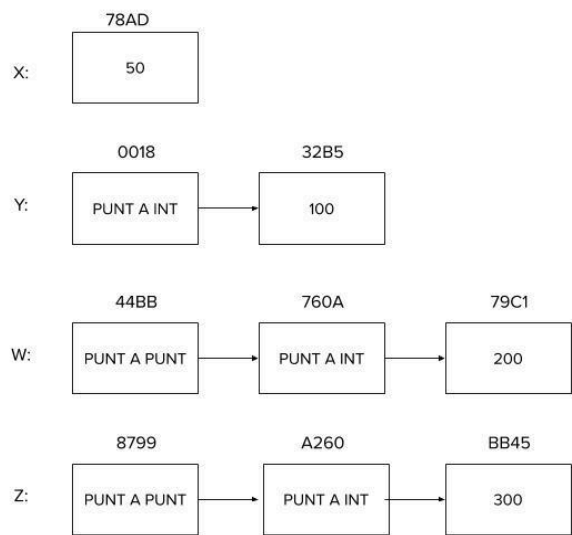 78AD
X: 50
0018 32B5
Y: PUNT A INT 100
44BB 760A 79C1
W: PUNT A PUNT PUNT A INT 200
8799 A260 BB45
Z: PUNT A PUNT PUNT A INT 300